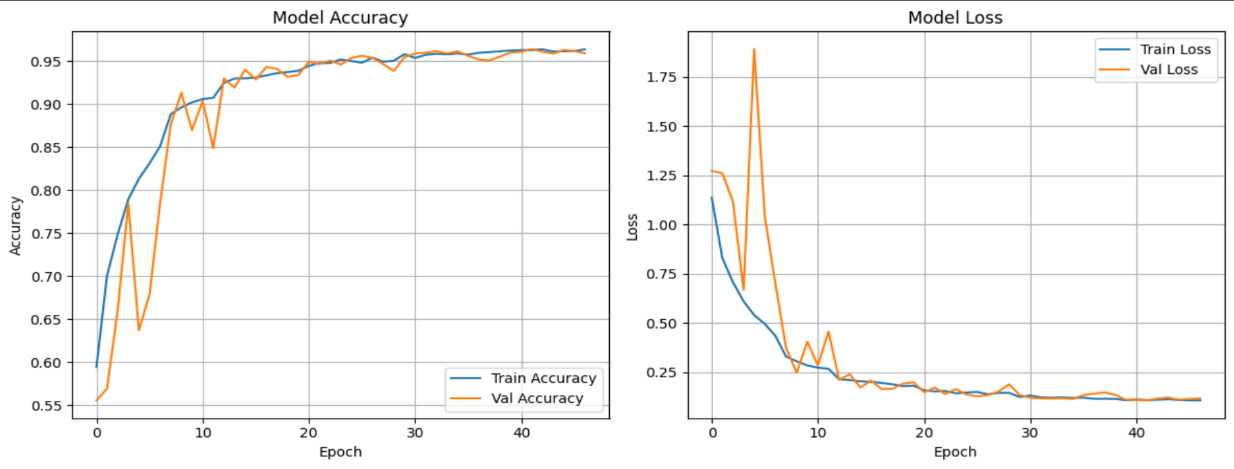 Model Accuracy
Accuracy
0.95
0.90
0.85
0.80
0.75
0.70
0.65
0.60
0.55
Train Accuracy
Val Accuracy
0 10 20 30 40
Epoch
Model Loss
Loss
1.75
1.50
1.25
1.00
0.75
0.50
0.25
Train Loss
Val Loss
0 10 20 30 40
Epoch